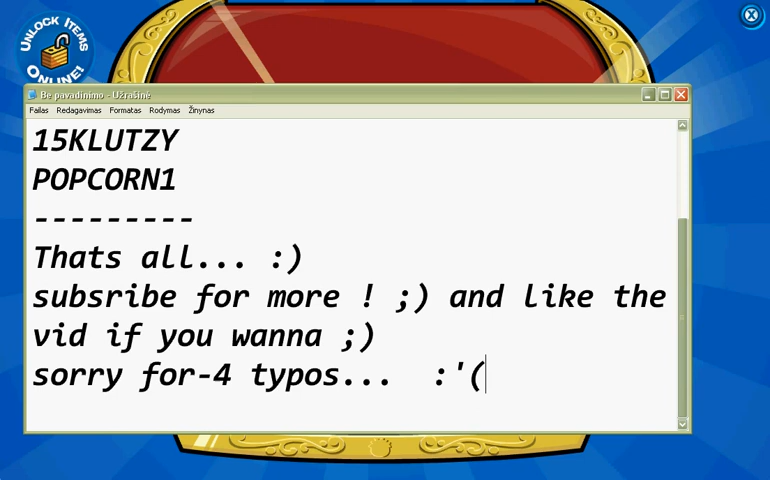 UNLOCK ITEMS
ONLINE!
Be pavadinimo - Užrašinė
Failas Redagavimas Formatas Rodymas Žinynas
15KLUTZY
POPCORN1
---------
Thats all... :)
subsribe for more ! ;) and like the
vid if you wanna ;)
sorry for-4 typos...  :'(